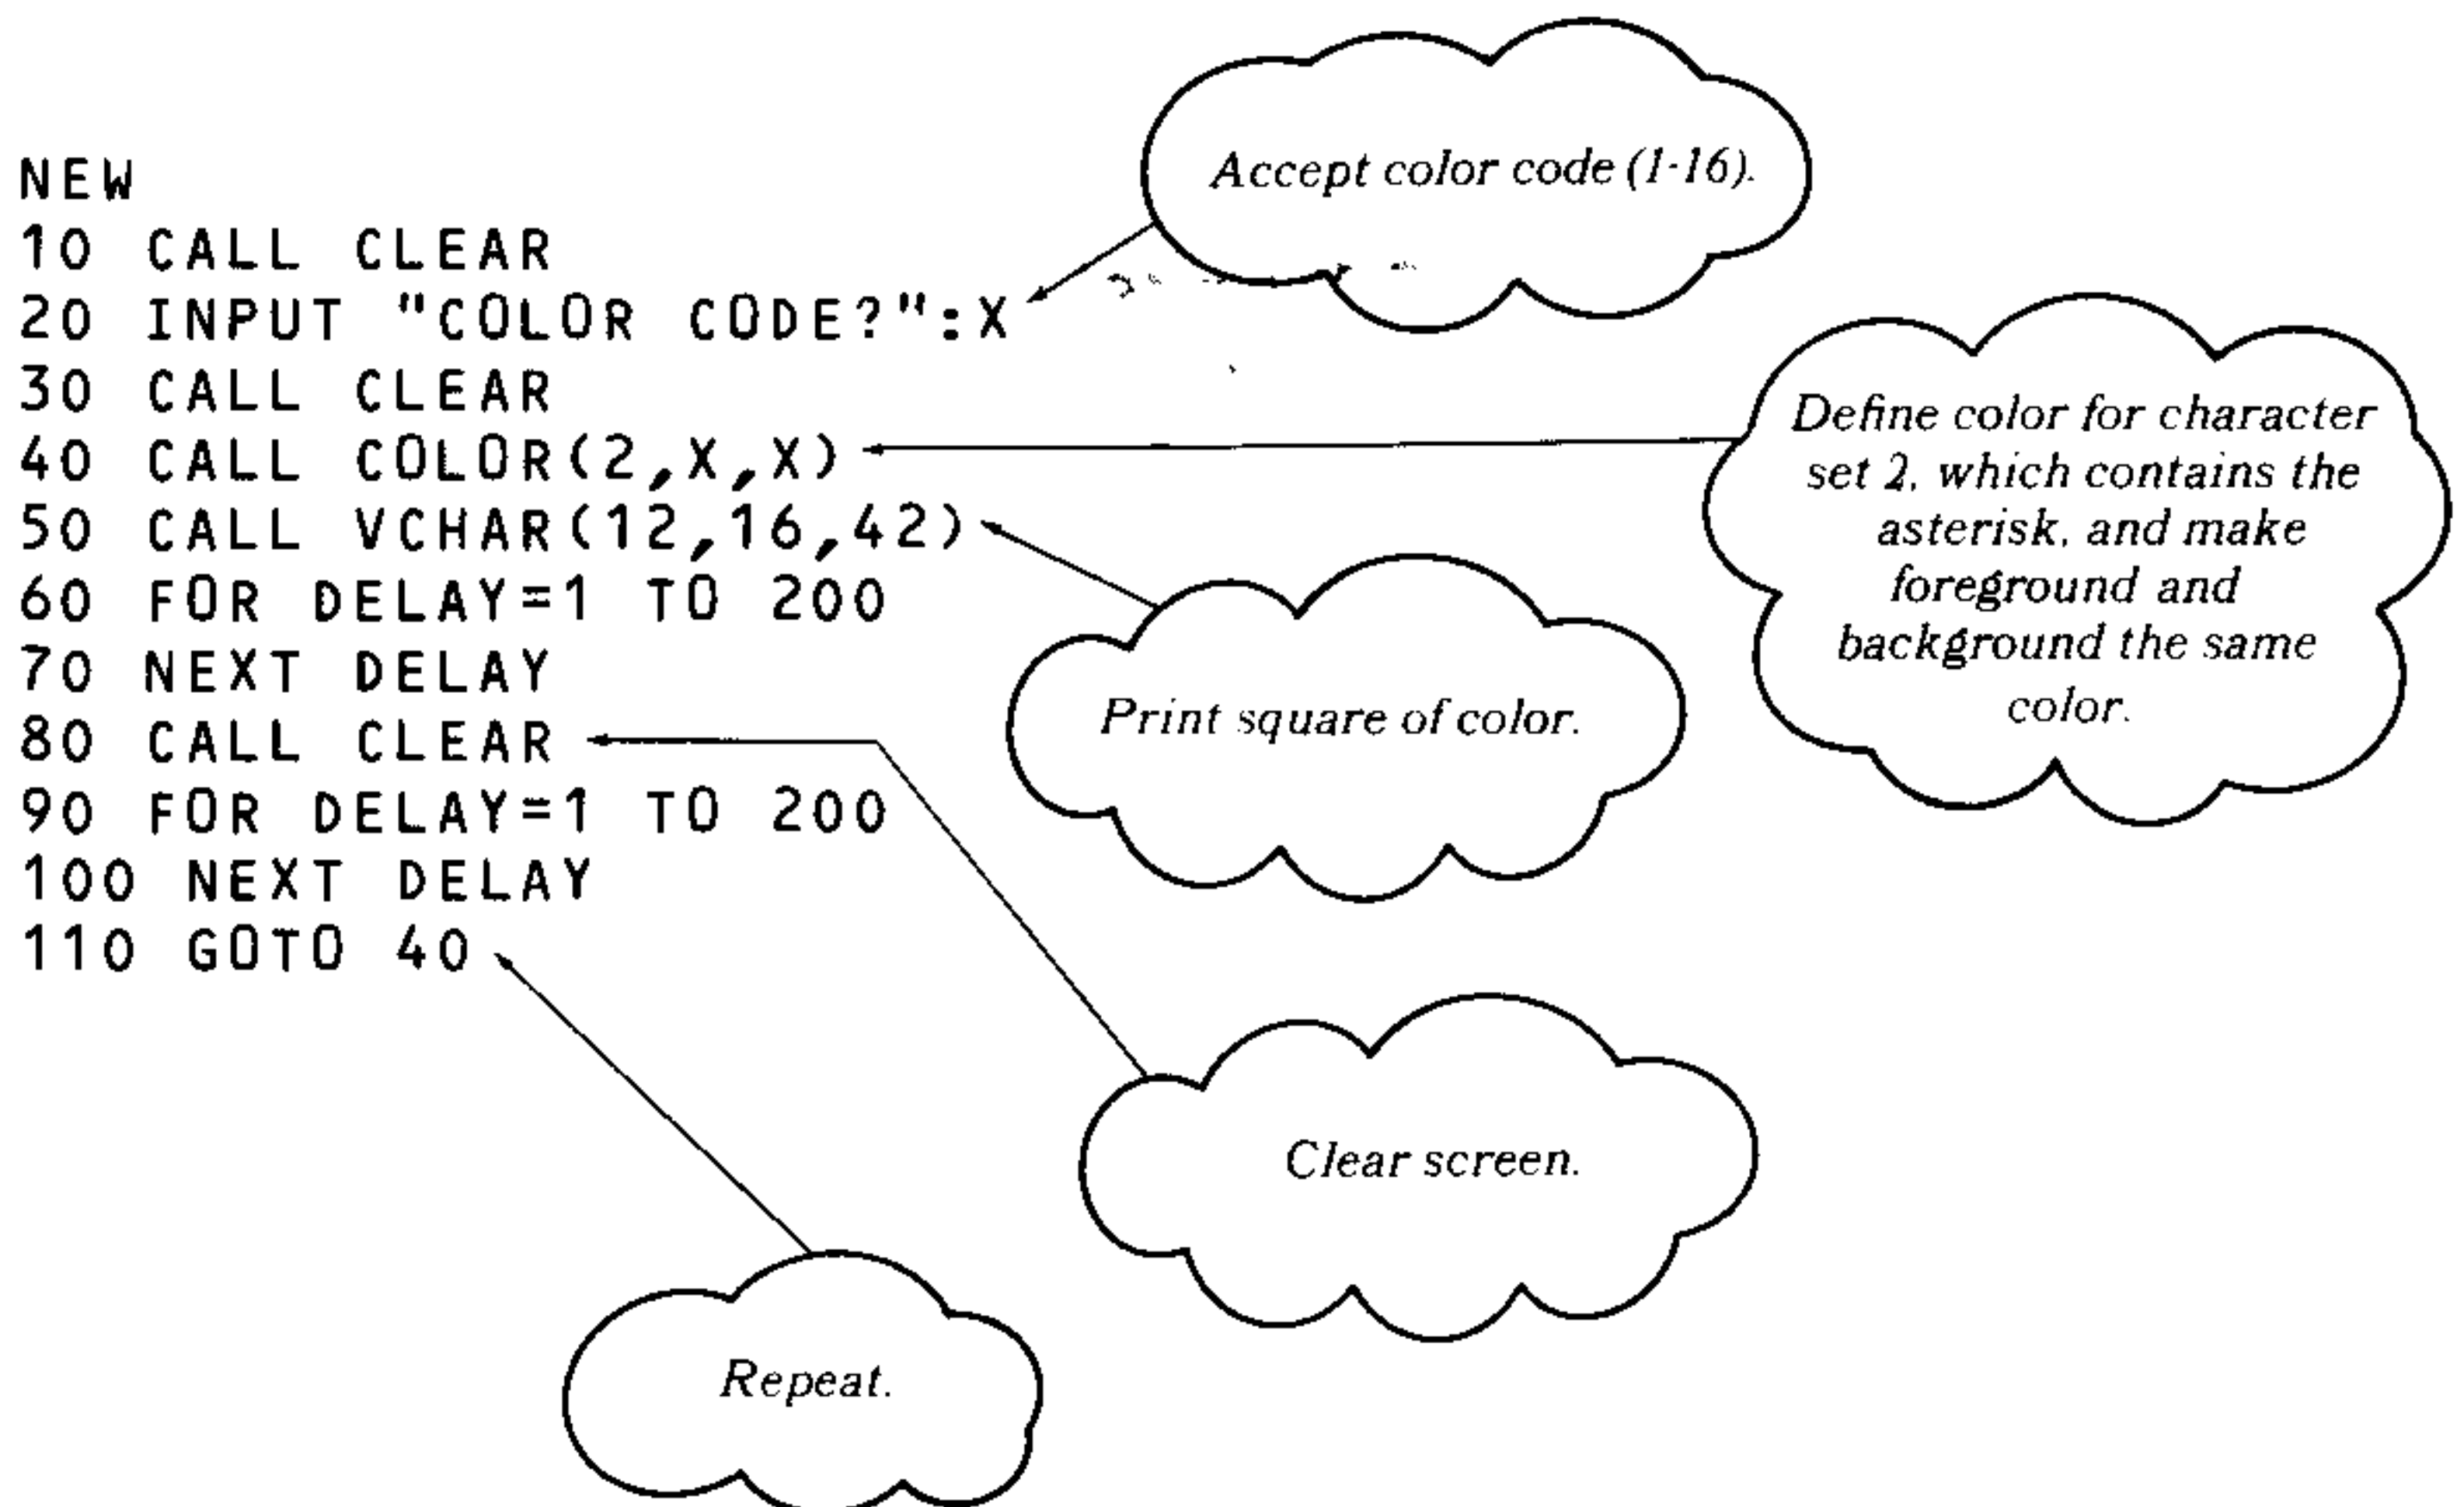 NEW
10 CALL CLEAR
20 INPUT "COLOR CODE?":X
30 CALL CLEAR
40 CALL COLOR(2,X,X)
50 CALL VCHAR(12,16,42)
60 FOR DELAY=1 TO 200
70 NEXT DELAY
80 CALL CLEAR
90 FOR DELAY=1 TO 200
100 NEXT DELAY
110 GOTO 40
Accept color code (1-16).
Define color for character
set 2, which contains the
asterisk, and make
foreground and
background the same
color.
Print square of color.
Clear screen.
Repeat.